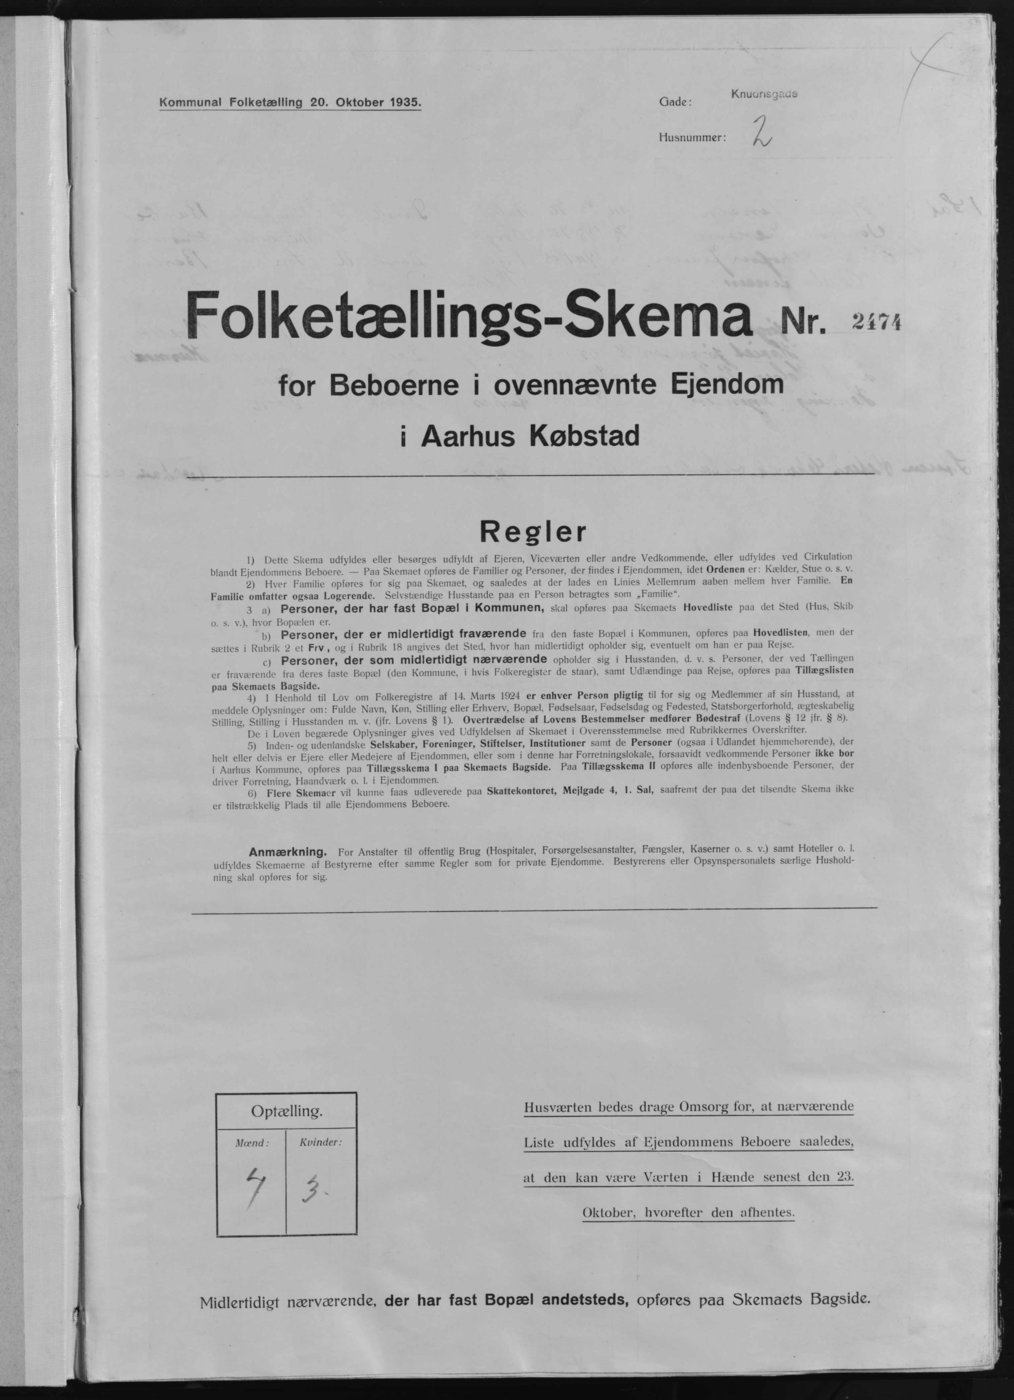 Kommunal Folketælling 20. Oktober 1935.
Gade: Knudrisgade
Husnummer: 2
Folketællings-Skema Nr. 2474
for Beboerne i ovennævnte Ejendom
i Aarhus Købstad
Regler
1) Dette Skema udfyldes eller besørges udfyldt af Ejeren, Viceværten eller andre Vedkommende, eller udfyldes ved Cirkulation
blandt Ejendommens Beboere. — Paa Skemaet opføres de Familier og Personer, der findes i Ejendommen, idet Ordenen er: Kælder, Stue o. s. v.
2) Hver Familie opføres for sig paa Skemaet, og saaledes at der lades en Linies Mellemrum aaben mellem hver Familie. En
Familie omfatter ogsaa Logerende. Selvstændige Husstande paa en Person betragtes som „Familie“.
3 a) Personer, der har fast Bopæl i Kommunen, skal opføres paa Skemaets Hovedliste paa det Sted (Hus, Skib
o. s. v.), hvor Bopælen er.
b) Personer, der er midlertidigt fraværende fra den faste Bopæl i Kommunen, opføres paa Hovedlisten, men der
sættes i Rubrik 2 et Frv., og i Rubrik 18 angives det Sted, hvor han midlertidigt opholder sig, eventuelt om han er paa Rejse.
c) Personer, der som midlertidigt nærværende opholder sig i Husstanden, d. v. s. Personer, der ved Tællingen
er fraværende fra deres faste Bopæl (den Kommune, i hvis Folkeregister de staar), samt Udlændinge paa Rejse, opføres paa Tillægslisten
paa Skemaets Bagside.
4) I Henhold til Lov om Folkeregistre af 14. Marts 1924 er enhver Person pligtig til for sig og Medlemmer af sin Husstand, at
meddele Oplysninger om: Fulde Navn, Køn, Stilling eller Erhverv, Bopæl, Fødselsaar, Fødselsdag og Fødested, Statsborgerforhold, ægteskabelig
Stilling, Stilling i Husstanden m. v. (jfr. Lovens § 1). Overtrædelse af Lovens Bestemmelser medfører Bødestraf (Lovens § 12 jfr. § 8).
De i Loven begærede Oplysninger gives ved Udfyldelsen af Skemaet i Overensstemmelse med Rubrikkernes Overskrifter.
5) Inden- og udenlandske Selskaber, Foreninger, Stiftelser, Institutioner samt de Personer (ogsaa i Udlandet hjemmehørende), der
helt eller delvis er Ejere eller Medejere af Ejendommen, eller som i denne har Forretningslokale, forsaavidt vedkommende Personer ikke bor
i Aarhus Kommune, opføres paa Tillægsskema I paa Skemaets Bagside. Paa Tillægsskema II opføres alle indenbysboende Personer, der
driver Forretning, Haandværk o. l. i Ejendommen.
6) Flere Skemaer vil kunne faas udleverede paa Skattekontoret, Mejlgade 4, 1. Sal, saafremt der paa det tilsendte Skema ikke
er tilstrækkelig Plads til alle Ejendommens Beboere.
Anmærkning. For Anstalter til offentlig Brug (Hospitaler, Forsørgelsesanstalter, Fængsler, Kaserner o. s. v.) samt Hoteller o. l.
udfyldes Skemaerne af Bestyrerne efter samme Regler som for private Ejendomme. Bestyrerens eller Opsynspersonalets særlige Hushold-
ning skal opføres for sig.
Optælling.
Mænd: Kvinder:
4 3.
Husværten bedes drage Omsorg for, at nærværende
Liste udfyldes af Ejendommens Beboere saaledes,
at den kan være Værten i Hænde senest den 23.
Oktober, hvorefter den afhentes.
Midlertidigt nærværende, der har fast Bopæl andetsteds, opføres paa Skemaets Bagside.